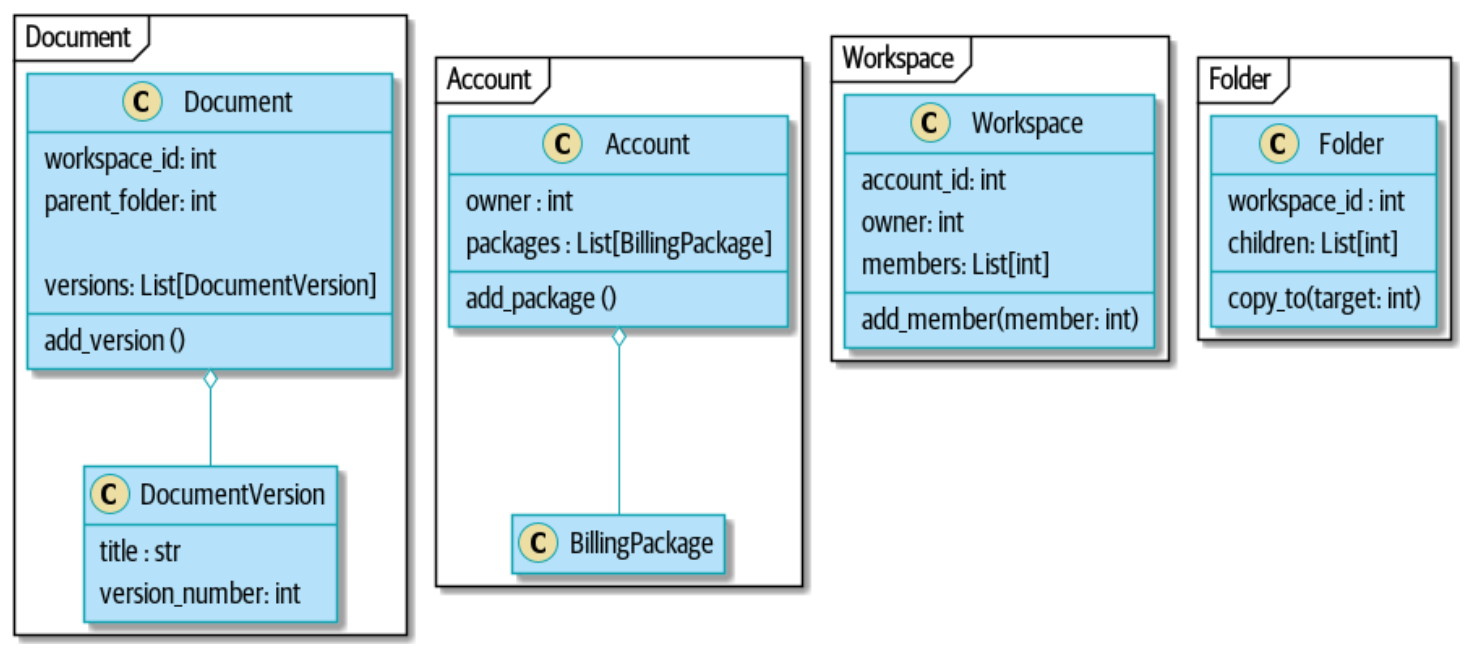 Document
C Document
workspace_id: int
parent_folder: int
versions: List[DocumentVersion]
add_version ()
C DocumentVersion
title : str
version_number: int
Account
C Account
owner : int
packages : List[BillingPackage]
add_package ()
C BillingPackage
Workspace
C Workspace
account_id: int
owner: int
members: List[int]
add_member(member: int)
Folder
C Folder
workspace_id : int
children: List[int]
copy_to(target: int)